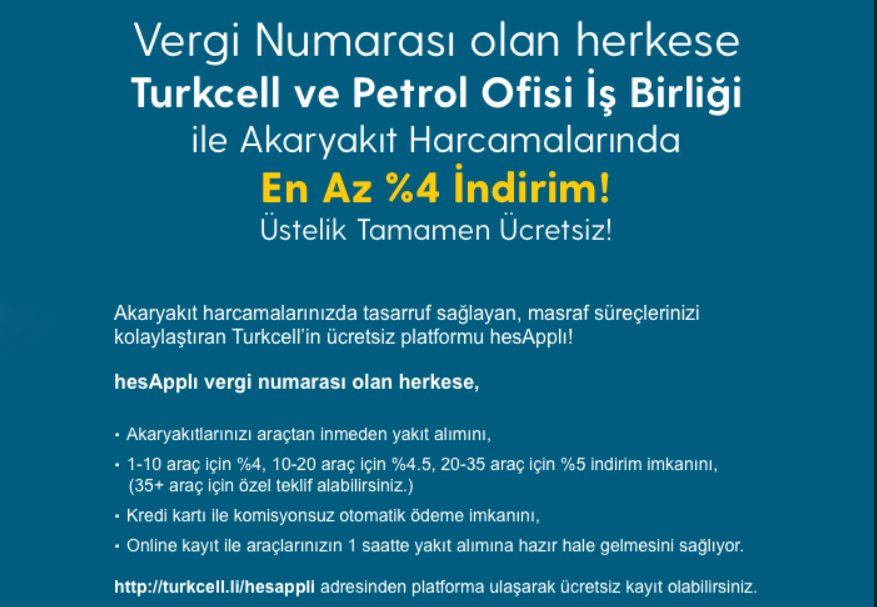 Vergi Numarası olan herkese
Turkcell ve Petrol Ofisi İş Birliği
ile Akaryakıt Harcamalarında
En Az %4 İndirim!
Üstelik Tamamen Ücretsiz!
Akaryakıt harcamalarınızda tasarruf sağlayan, masraf süreçlerinizi
kolaylaştıran Turkcell'in ücretsiz platformu hesApplı!
hesApplı vergi numarası olan herkese,
· Akaryakıtlarınızı araçtan inmeden yakıt alımını,
· 1-10 araç için %4, 10-20 araç için %4.5, 20-35 araç için %5 indirim imkanını,
(35+ araç için özel teklif alabilirsiniz.)
· Kredi kartı ile komisyonsuz otomatik ödeme imkanını,
· Online kayıt ile araçlarınızın 1 saatte yakıt alımına hazır hale gelmesini sağlıyor.
http://turkcell.li/hesappli adresinden platforma ulaşarak ücretsiz kayıt olabilirsiniz.